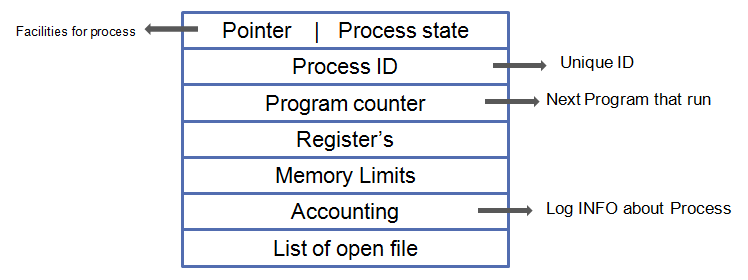 Facilities for process
Pointer | Process state
Process ID
Unique ID
Program counter
Next Program that run
Register's
Memory Limits
Accounting
Log INFO about Process
List of open file